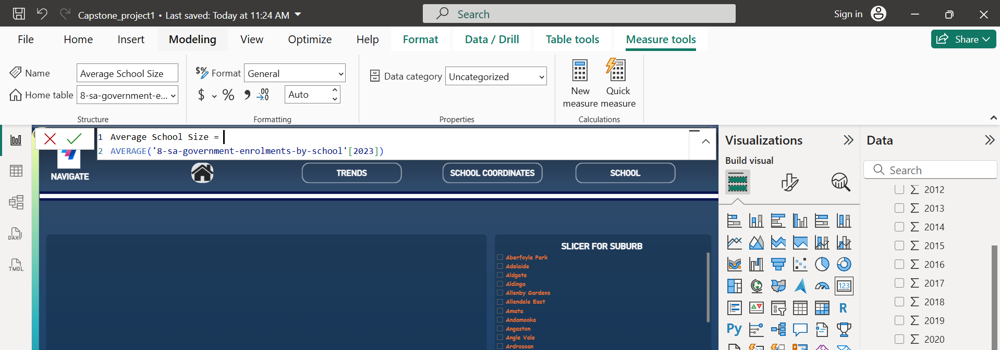 Capstone_project1 • Last saved: Today at 11:24 AM
Search
Sign in
File Home Insert Modeling View Optimize Help Format Data / Drill Table tools Measure tools
Share
Name Average School Size
Home table 8-sa-government-e...
Structure
$% Format General
$ % Auto
Formatting
Data category Uncategorized
Properties
New measure
Quick measure
Calculations
1 Average School Size =
2 AVERAGE('8-sa-government-enrolments-by-school'[2023])
NAVIGATE
TRENDS
SCHOOL COORDINATES
SCHOOL
SLICER FOR SUBURB
Aberfoyle Park
Adelaide
Aldgate
Aldinga
Allenby Gardens
Allendale East
Amata
Andamooka
Angaston
Angle Vale
Ardrossan
DAX
TMDL
Visualizations
Build visual
123
R
Py
Data
Search
2012
2013
2014
2015
2016
2017
2018
2019
2020